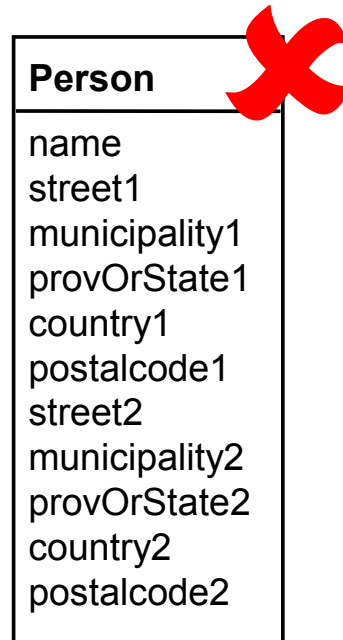 Person
name
street1
municipality1
provOrState1
country1
postalcode1
street2
municipality2
provOrState2
country2
postalcode2